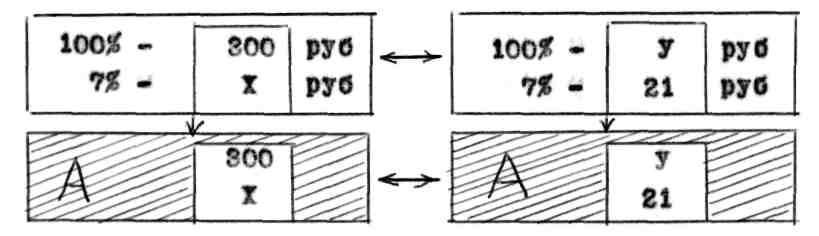 100% - 300 руб
7% - Х руб
100% - у руб
7% - 21 руб
А
300
Х
А
у
21